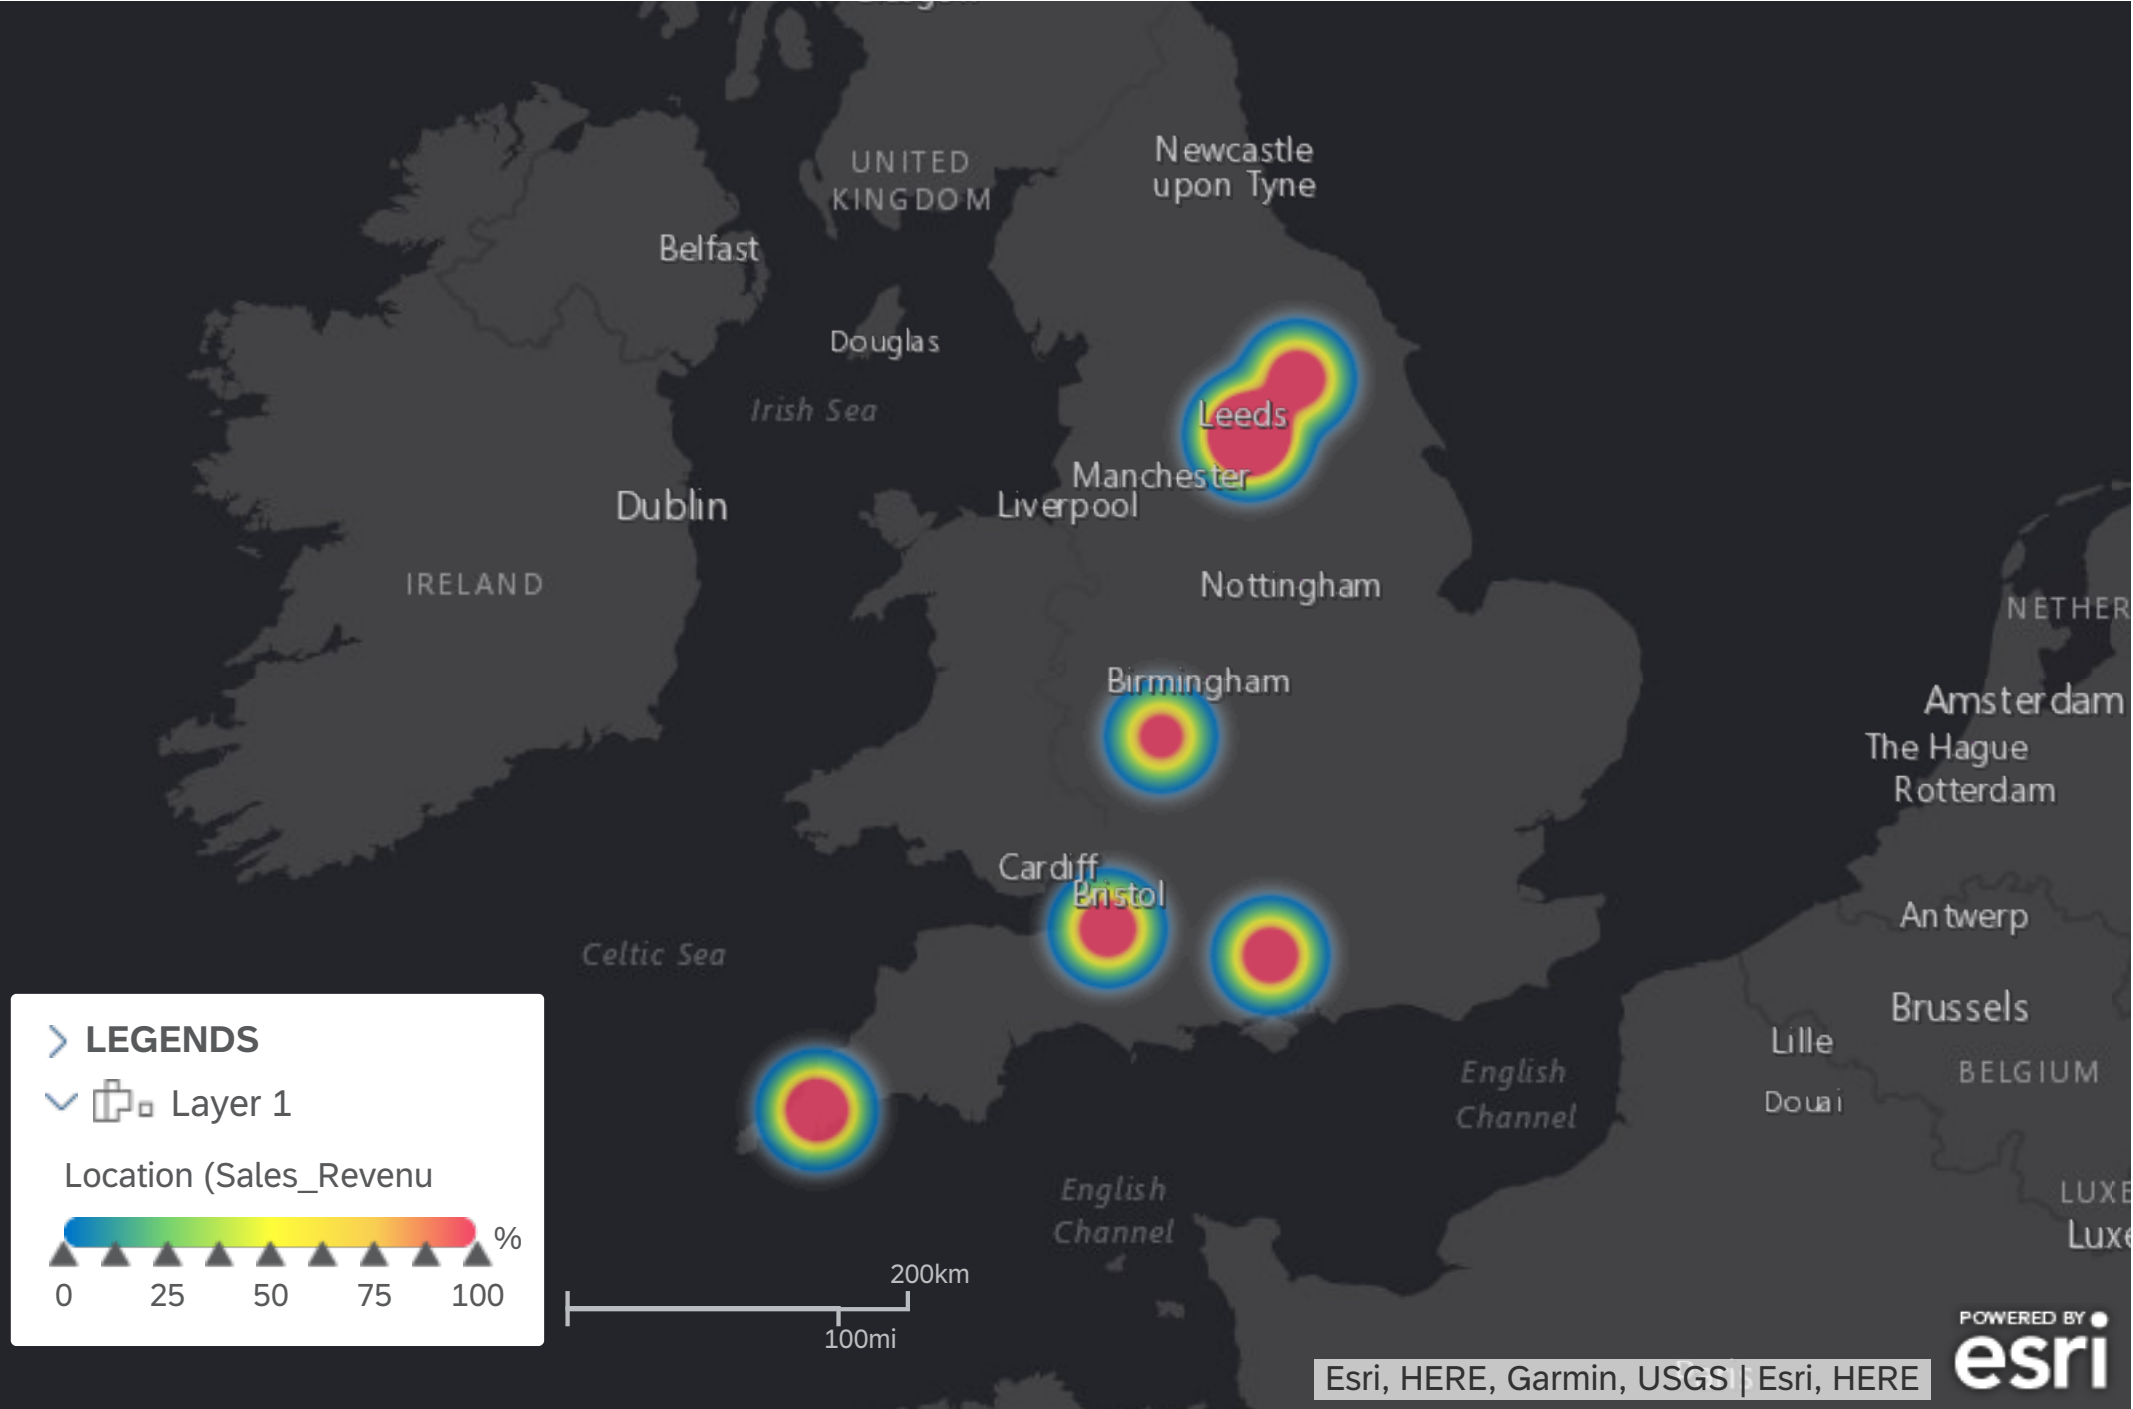 UNITED
KINGDOM
Newcastle
upon Tyne
Belfast
Douglas
Irish Sea
Leeds
Manchester
Liverpool
Dublin
IRELAND
Nottingham
NETHER
Birmingham
Amsterdam
The Hague
Rotterdam
Cardiff
Bristol
Antwerp
Celtic Sea
Brussels
Lille
BELGIUM
Douai
English
Channel
English
Channel
LUXE
Luxe
LEGENDS
Layer 1
Location (Sales_Revenu
%
0 25 50 75 100
200km
100mi
POWERED BY
esri
Esri, HERE, Garmin, USGS | Esri, HERE